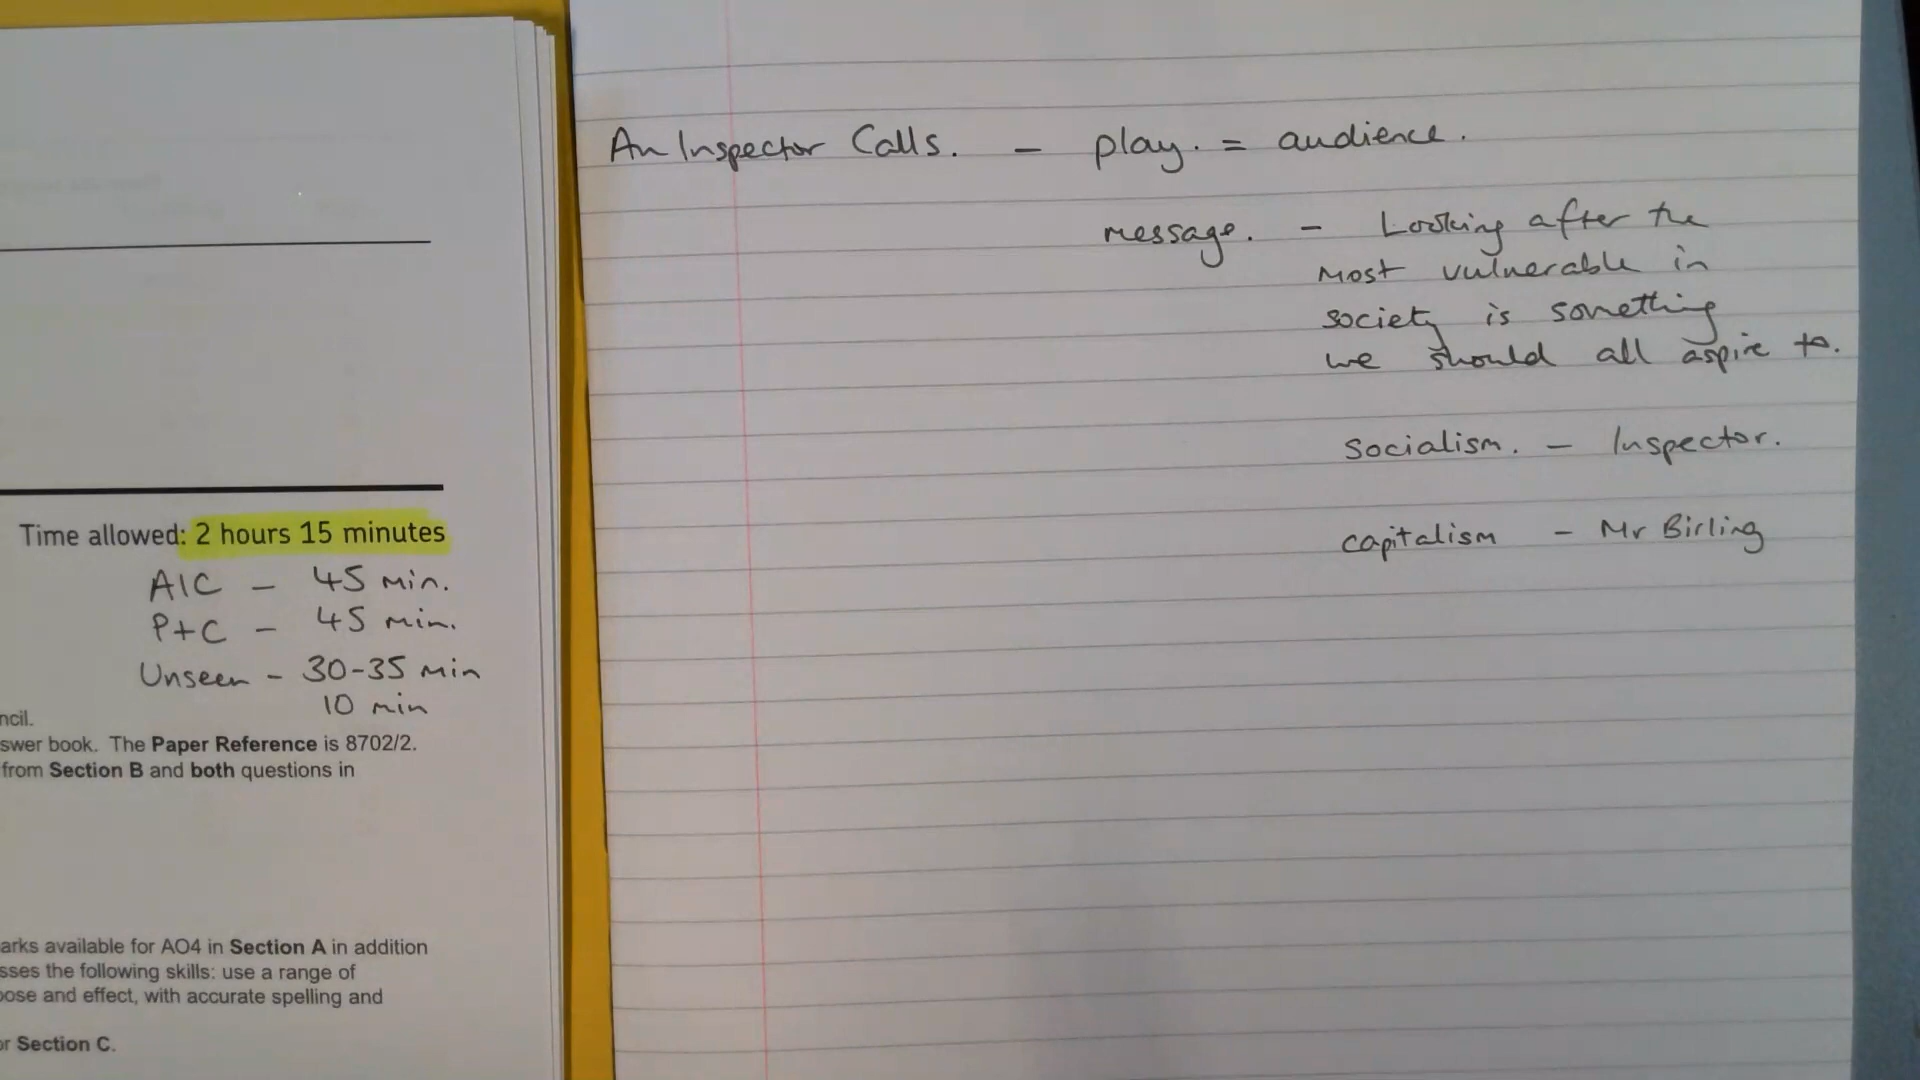 Time allowed: 2 hours 15 minutes
AIC - 45 min.
P+C - 45 min.
Unseen - 30-35 min
10 min
ncil.
swer book. The Paper Reference is 8702/2.
from Section B and both questions in
arks available for AO4 in Section A in addition
sses the following skills: use a range of
pose and effect, with accurate spelling and
or Section C.
An Inspector Calls. - play. = audience.
message. - Looking after the
most vulnerable in
society is something
we should all aspire to.
Socialism. - Inspector.
capitalism - Mr Birling